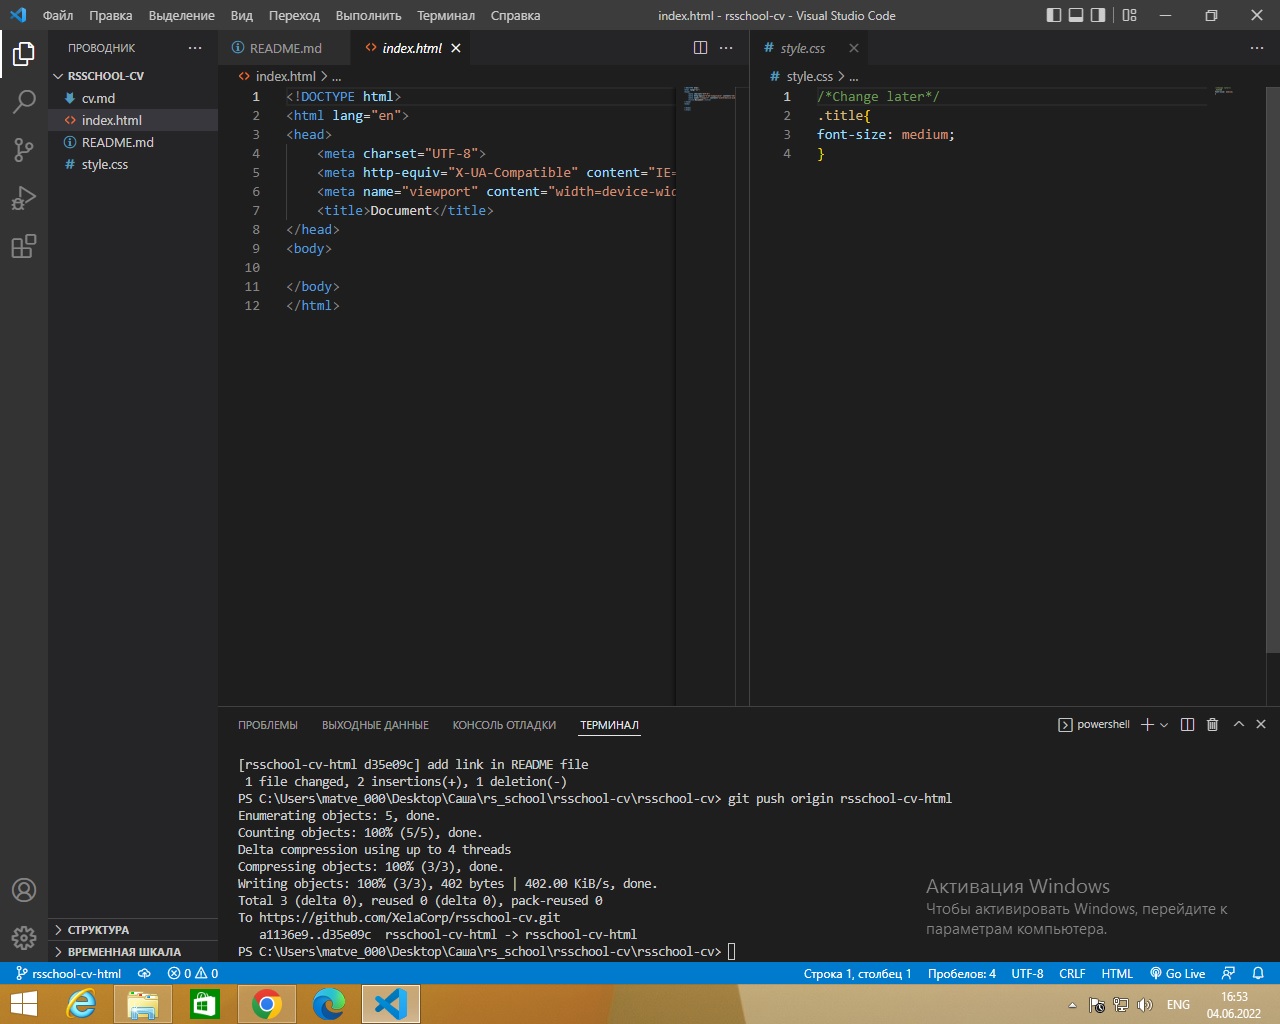 Файл Правка Выделение Вид Переход Выполнить Терминал Справка index.html - rsschool-cv - Visual Studio Code
ПРОВОДНИК
RSSCHOOL-CV
cv.md
index.html
README.md
style.css
СТРУКТУРА
ВРЕМЕННАЯ ШКАЛА
README.md index.html
index.html > ...
1 <!DOCTYPE html>
2 <html lang="en">
3 <head>
4 <meta charset="UTF-8">
5 <meta http-equiv="X-UA-Compatible" content="IE=
6 <meta name="viewport" content="width=device-wid
7 <title>Document</title>
8 </head>
9 <body>
10
11 </body>
12 </html>
style.css
style.css > ...
1 /*Change later*/
2 .title{
3 font-size: medium;
4 }
ПРОБЛЕМЫ ВЫХОДНЫЕ ДАННЫЕ КОНСОЛЬ ОТЛАДКИ ТЕРМИНАЛ powershell
[rsschool-cv-html d35e09c] add link in README file
1 file changed, 2 insertions(+), 1 deletion(-)
PS C:\Users\matve_000\Desktop\Саша\rs_school\rsschool-cv\rsschool-cv> git push origin rsschool-cv-html
Enumerating objects: 5, done.
Counting objects: 100% (5/5), done.
Delta compression using up to 4 threads
Compressing objects: 100% (3/3), done.
Writing objects: 100% (3/3), 402 bytes | 402.00 KiB/s, done.
Total 3 (delta 0), reused 0 (delta 0), pack-reused 0
To https://github.com/XelaCorp/rsschool-cv.git
a1136e9..d35e09c rsschool-cv-html -> rsschool-cv-html
PS C:\Users\matve_000\Desktop\Саша\rs_school\rsschool-cv\rsschool-cv>
Активация Windows
Чтобы активировать Windows, перейдите к
параметрам компьютера.
rsschool-cv-html 0 0 Строка 1, столбец 1 Пробелов: 4 UTF-8 CRLF HTML Go Live
ENG 16:53
04.06.2022